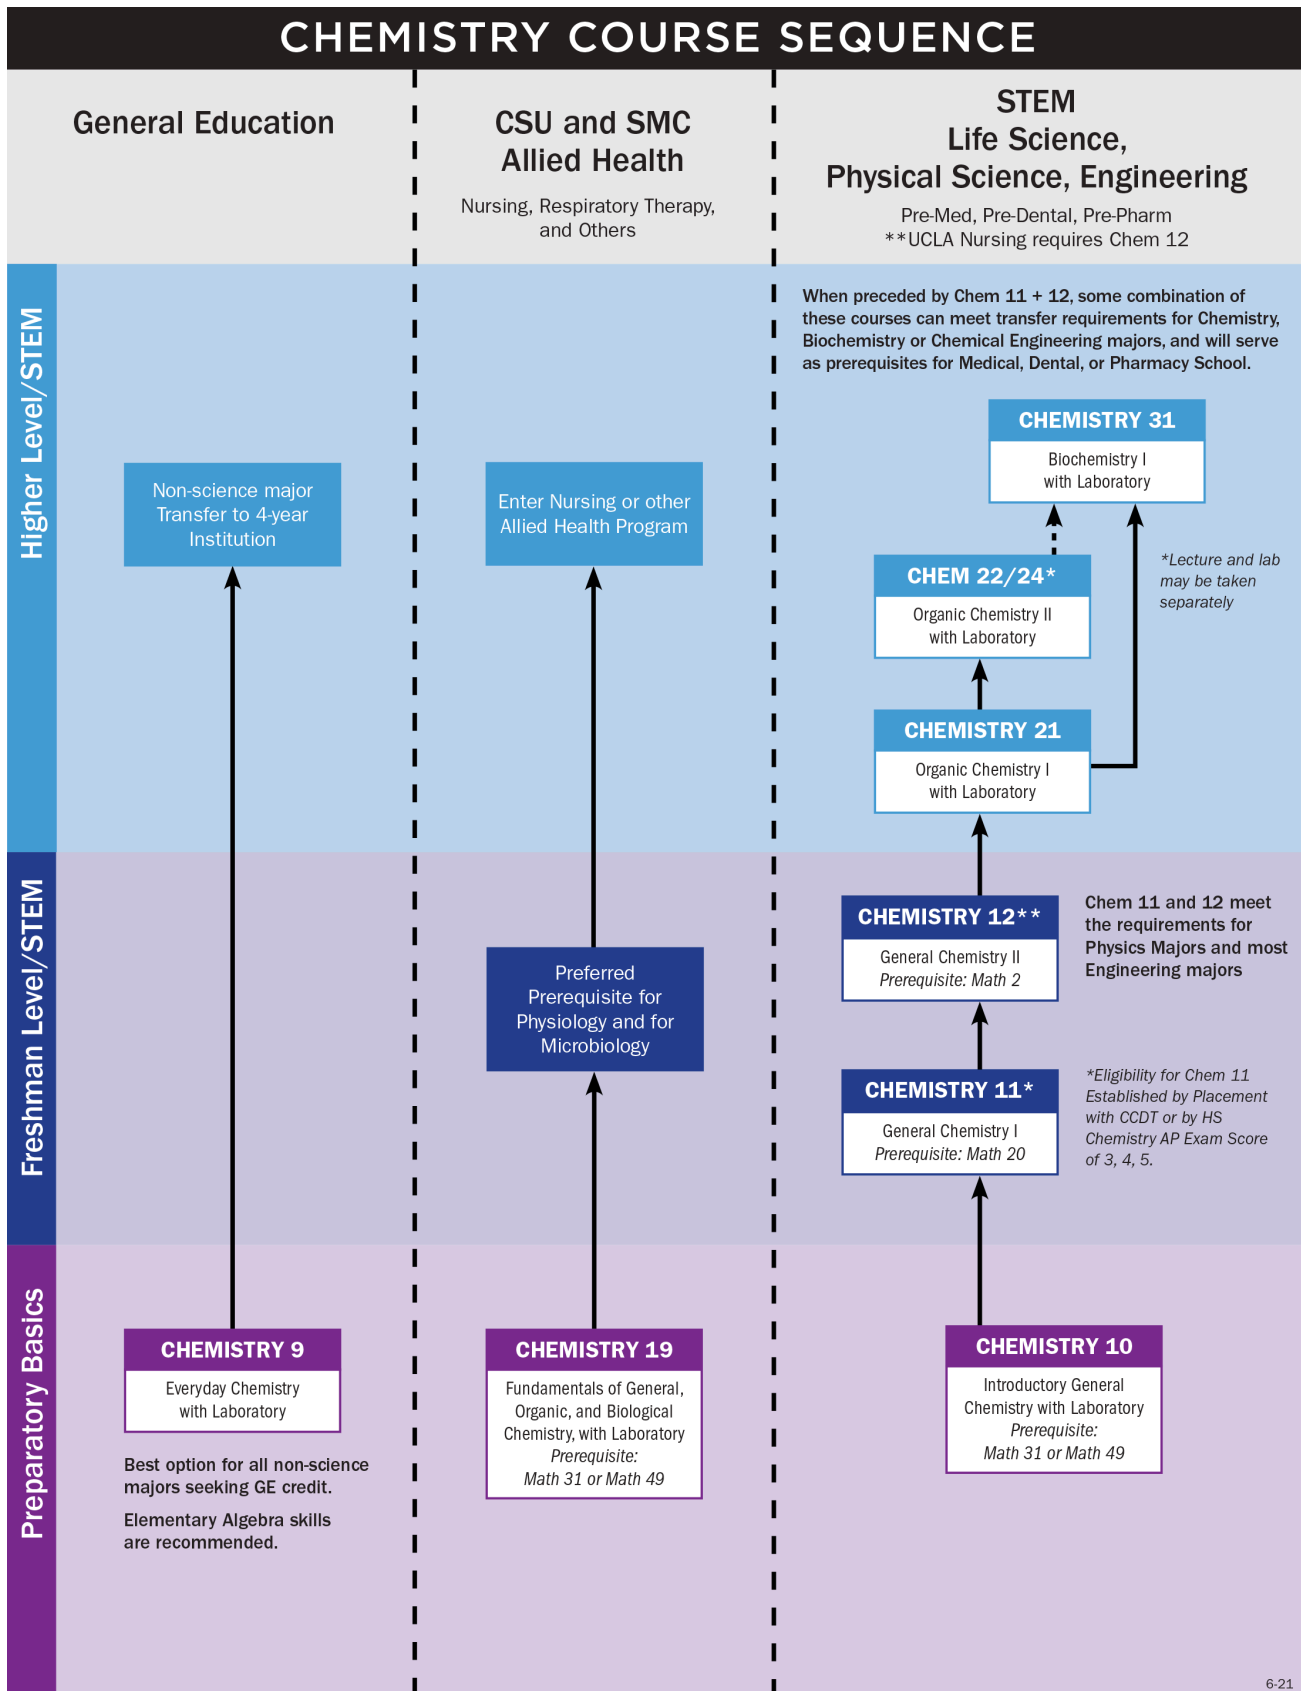 CHEMISTRY COURSE SEQUENCE
General Education
CSU and SMC
Allied Health
Nursing, Respiratory Therapy,
and Others
STEM
Life Science,
Physical Science, Engineering
Pre-Med, Pre-Dental, Pre-Pharm
**UCLA Nursing requires Chem 12
Higher Level/STEM
Non-science major
Transfer to 4-year
Institution
Enter Nursing or other
Allied Health Program
When preceded by Chem 11 + 12, some combination of
these courses can meet transfer requirements for Chemistry,
Biochemistry or Chemical Engineering majors, and will serve
as prerequisites for Medical, Dental, or Pharmacy School.
CHEMISTRY 31
Biochemistry I
with Laboratory
*Lecture and lab
may be taken
separately
CHEM 22/24*
Organic Chemistry II
with Laboratory
CHEMISTRY 21
Organic Chemistry I
with Laboratory
Freshman Level/STEM
Preferred
Prerequisite for
Physiology and for
Microbiology
CHEMISTRY 12**
General Chemistry II
Prerequisite: Math 2
Chem 11 and 12 meet
the requirements for
Physics Majors and most
Engineering majors
CHEMISTRY 11*
General Chemistry I
Prerequisite: Math 20
*Eligibility for Chem 11
Established by Placement
with CCDT or by HS
Chemistry AP Exam Score
of 3, 4, 5.
Preparatory Basics
CHEMISTRY 9
Everyday Chemistry
with Laboratory
Best option for all non-science
majors seeking GE credit.
Elementary Algebra skills
are recommended.
CHEMISTRY 19
Fundamentals of General,
Organic, and Biological
Chemistry, with Laboratory
Prerequisite:
Math 31 or Math 49
CHEMISTRY 10
Introductory General
Chemistry with Laboratory
Prerequisite:
Math 31 or Math 49
6-21